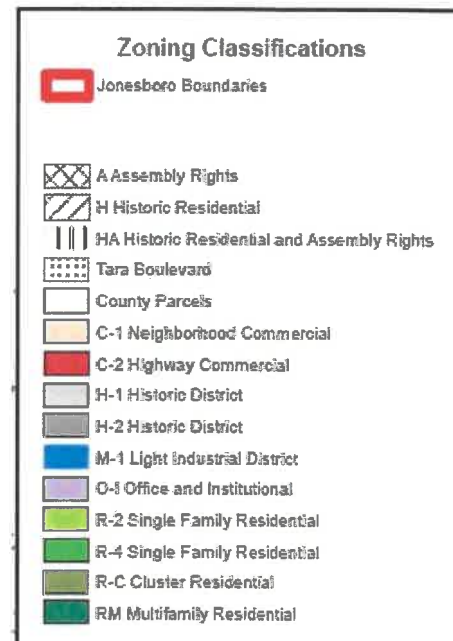 Zoning Classifications
Jonesboro Boundaries
A Assembly Rights
H Historic Residential
HA Historic Residential and Assembly Rights
Tara Boulevard
County Parcels
C-1 Neighborhood Commercial
C-2 Highway Commercial
H-1 Historic District
H-2 Historic District
M-1 Light Industrial District
O-I Office and Institutional
R-2 Single Family Residential
R-4 Single Family Residential
R-C Cluster Residential
RM Multifamily Residential